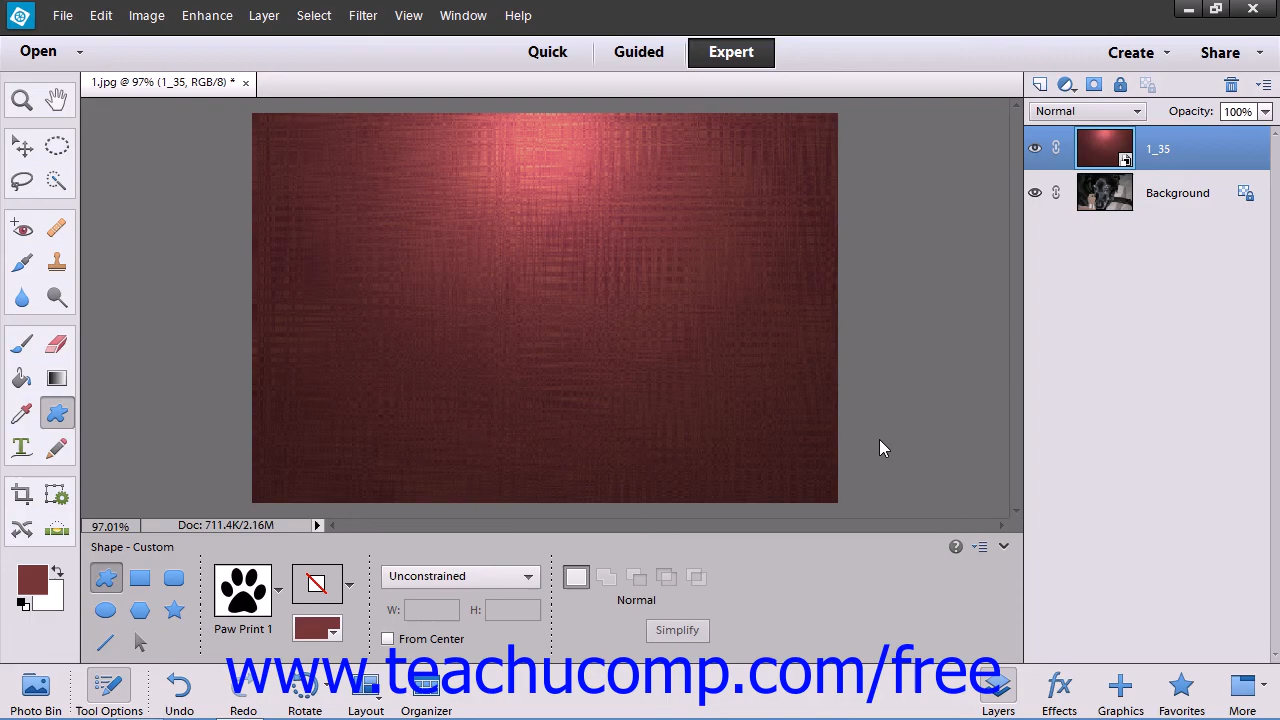 File Edit Image Enhance Layer Select Filter View Window Help
Open Quick Guided Expert Create Share
1.jpg @ 97% (1_35, RGB/8) * ×
Normal Opacity: 100%
1_35
Background
97.01% Doc: 711.4K/2.16M
Shape - Custom
Unconstrained
W: H:
Normal
Paw Print 1 From Center Simplify
www.teachucomp.com/free
Photo Bin Tool Options Undo Redo Rotate Layout Organizer Layers Effects Graphics Favorites More